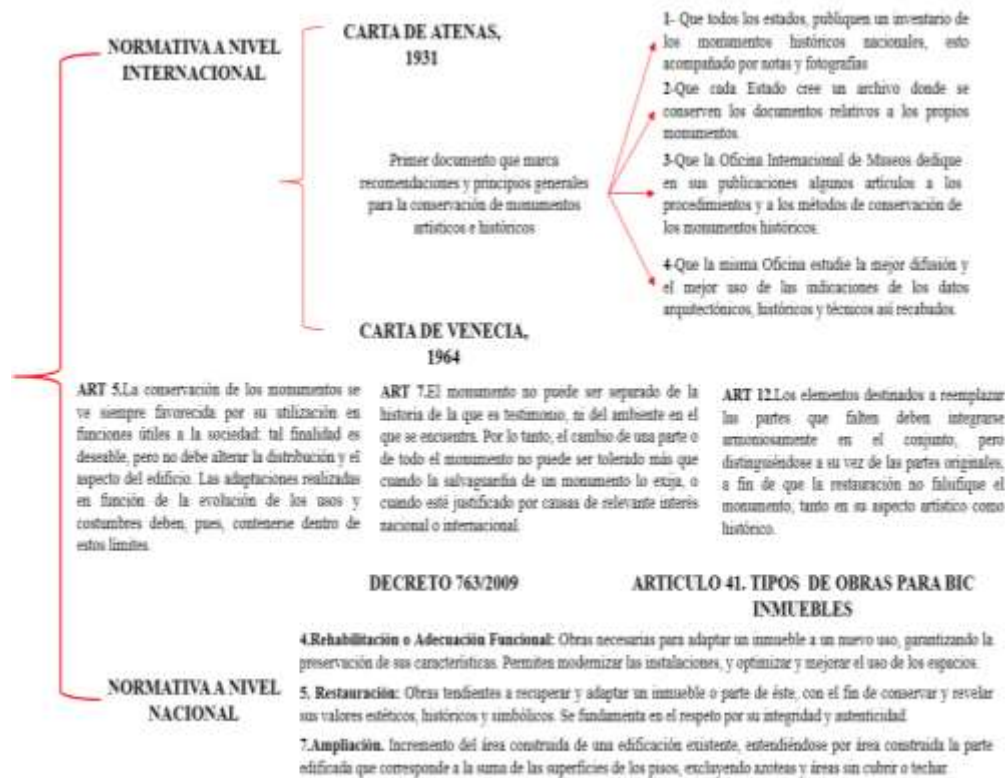 NORMATIVA A NIVEL
INTERNACIONAL
CARTA DE ATENAS,
1931
Primer documento que marca
recomendaciones y principios generales
para la conservación de monumentos
artísticos e históricos
1- Que todos los estados, publiquen un inventario de
los monumentos históricos nacionales, esto
acompañado por notas y fotografías
2-Que cada Estado cree un archivo donde se
conserven los documentos relativos a los propios
monumentos.
3-Que la Oficina Internacional de Museos dedique
en sus publicaciones algunos artículos a los
procedimientos y a los métodos de conservación de
los monumentos históricos.
4-Que la misma Oficina estudie la mejor difusión y
el mejor uso de las indicaciones de los datos
arquitectónicos, históricos y técnicos así recabados.
CARTA DE VENECIA,
1964
ART 5.La conservación de los monumentos se
ve siempre favorecida por su utilización en
funciones útiles a la sociedad: tal finalidad es
deseable, pero no debe alterar la distribución y el
aspecto del edificio. Las adaptaciones realizadas
en función de la evolución de los usos y
costumbres deben, pues, contenerse dentro de
estos límites.
ART 7.El monumento no puede ser separado de la
historia de la que es testimonio, ni del ambiente en el
que se encuentra. Por lo tanto, el cambio de una parte o
de todo el monumento no puede ser tolerado más que
cuando la salvaguardia de un monumento lo exija, o
cuando esté justificado por causas de relevante interés
nacional o internacional.
ART 12.Los elementos destinados a reemplazar
las partes que falten deben integrarse
armoniosamente en el conjunto, pero
distinguiéndose a su vez de las partes originales,
a fin de que la restauración no falsifique el
monumento, tanto en su aspecto artístico como
histórico.
DECRETO 763/2009
ARTICULO 41. TIPOS DE OBRAS PARA BIC
INMUEBLES
NORMATIVA A NIVEL
NACIONAL
4.Rehabilitación o Adecuación Funcional: Obras necesarias para adaptar un inmueble a un nuevo uso, garantizando la
preservación de sus características. Permiten modernizar las instalaciones, y optimizar y mejorar el uso de los espacios.
5. Restauración: Obras tendientes a recuperar y adaptar un inmueble o parte de éste, con el fin de conservar y revelar
sus valores estéticos, históricos y simbólicos. Se fundamenta en el respeto por su integridad y autenticidad.
7.Ampliación. Incremento del área construida de una edificación existente, entendiéndose por área construida la parte
edificada que corresponde a la suma de las superficies de los pisos, excluyendo azoteas y áreas sin cubrir o techar.